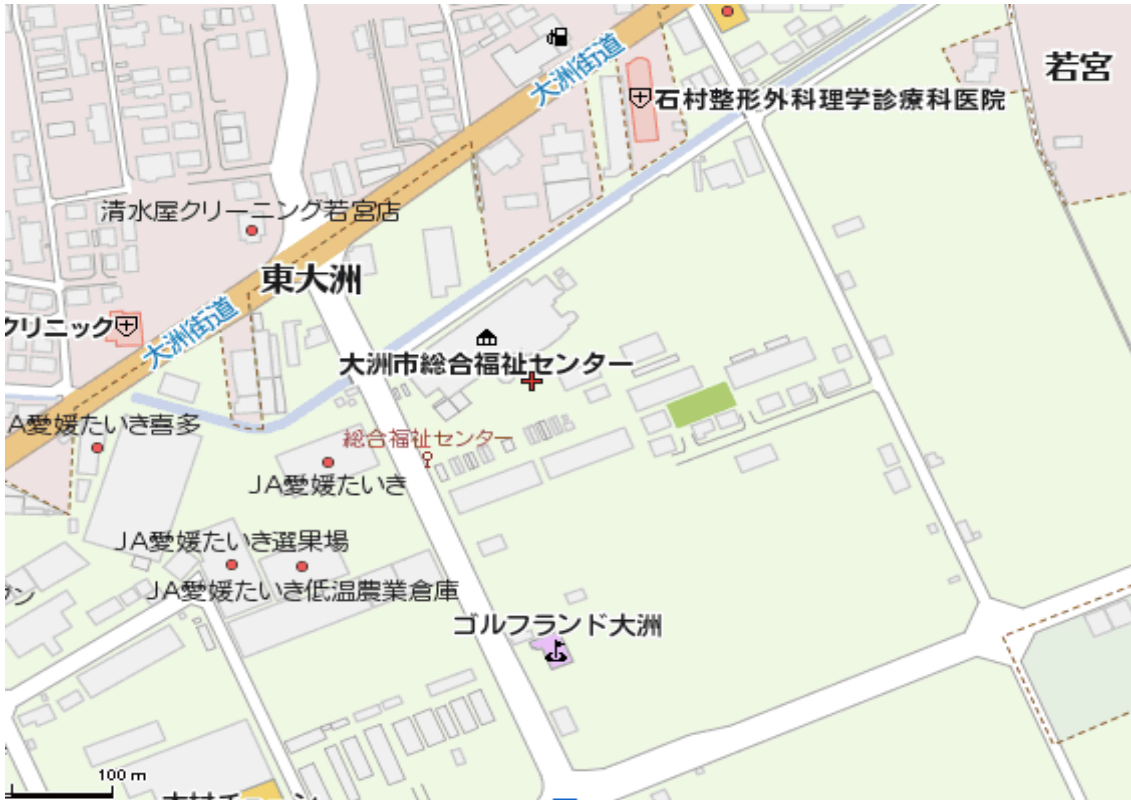 大洲街道
若宮
石村整形外科理学診療科医院
清水屋クリーニング若宮店
東大洲
クリニック
大洲街道
大洲市総合福祉センター
A愛媛たいき喜多
総合福祉センター
JA愛媛たいき
JA愛媛たいき選果場
JA愛媛たいき低温農業倉庫
ゴルフランド大洲
100 m